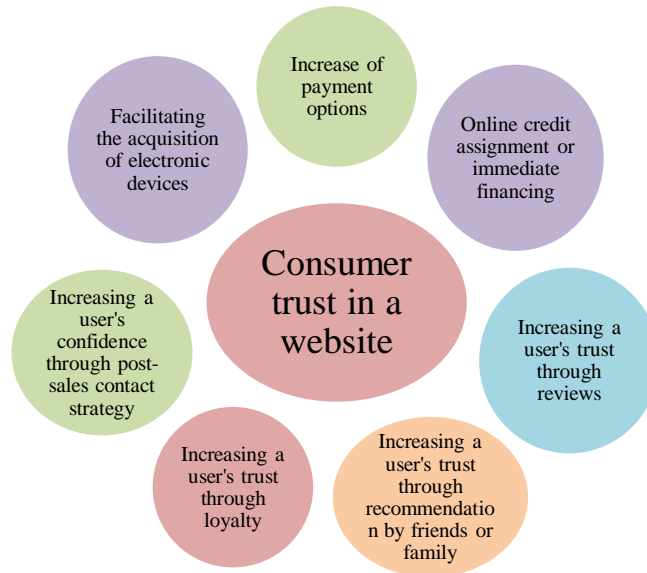 Increase of
payment
options
Facilitating
the acquisition
of electronic
devices
Online credit
assignment or
immediate
financing
Consumer
trust in a
website
Increasing a
user's
confidence
through post-
sales contact
strategy
Increasing a
user's trust
through
reviews
Increasing a
user's trust
through
loyalty
Increasing a
user's trust
through
recommendatio
n by friends or
family